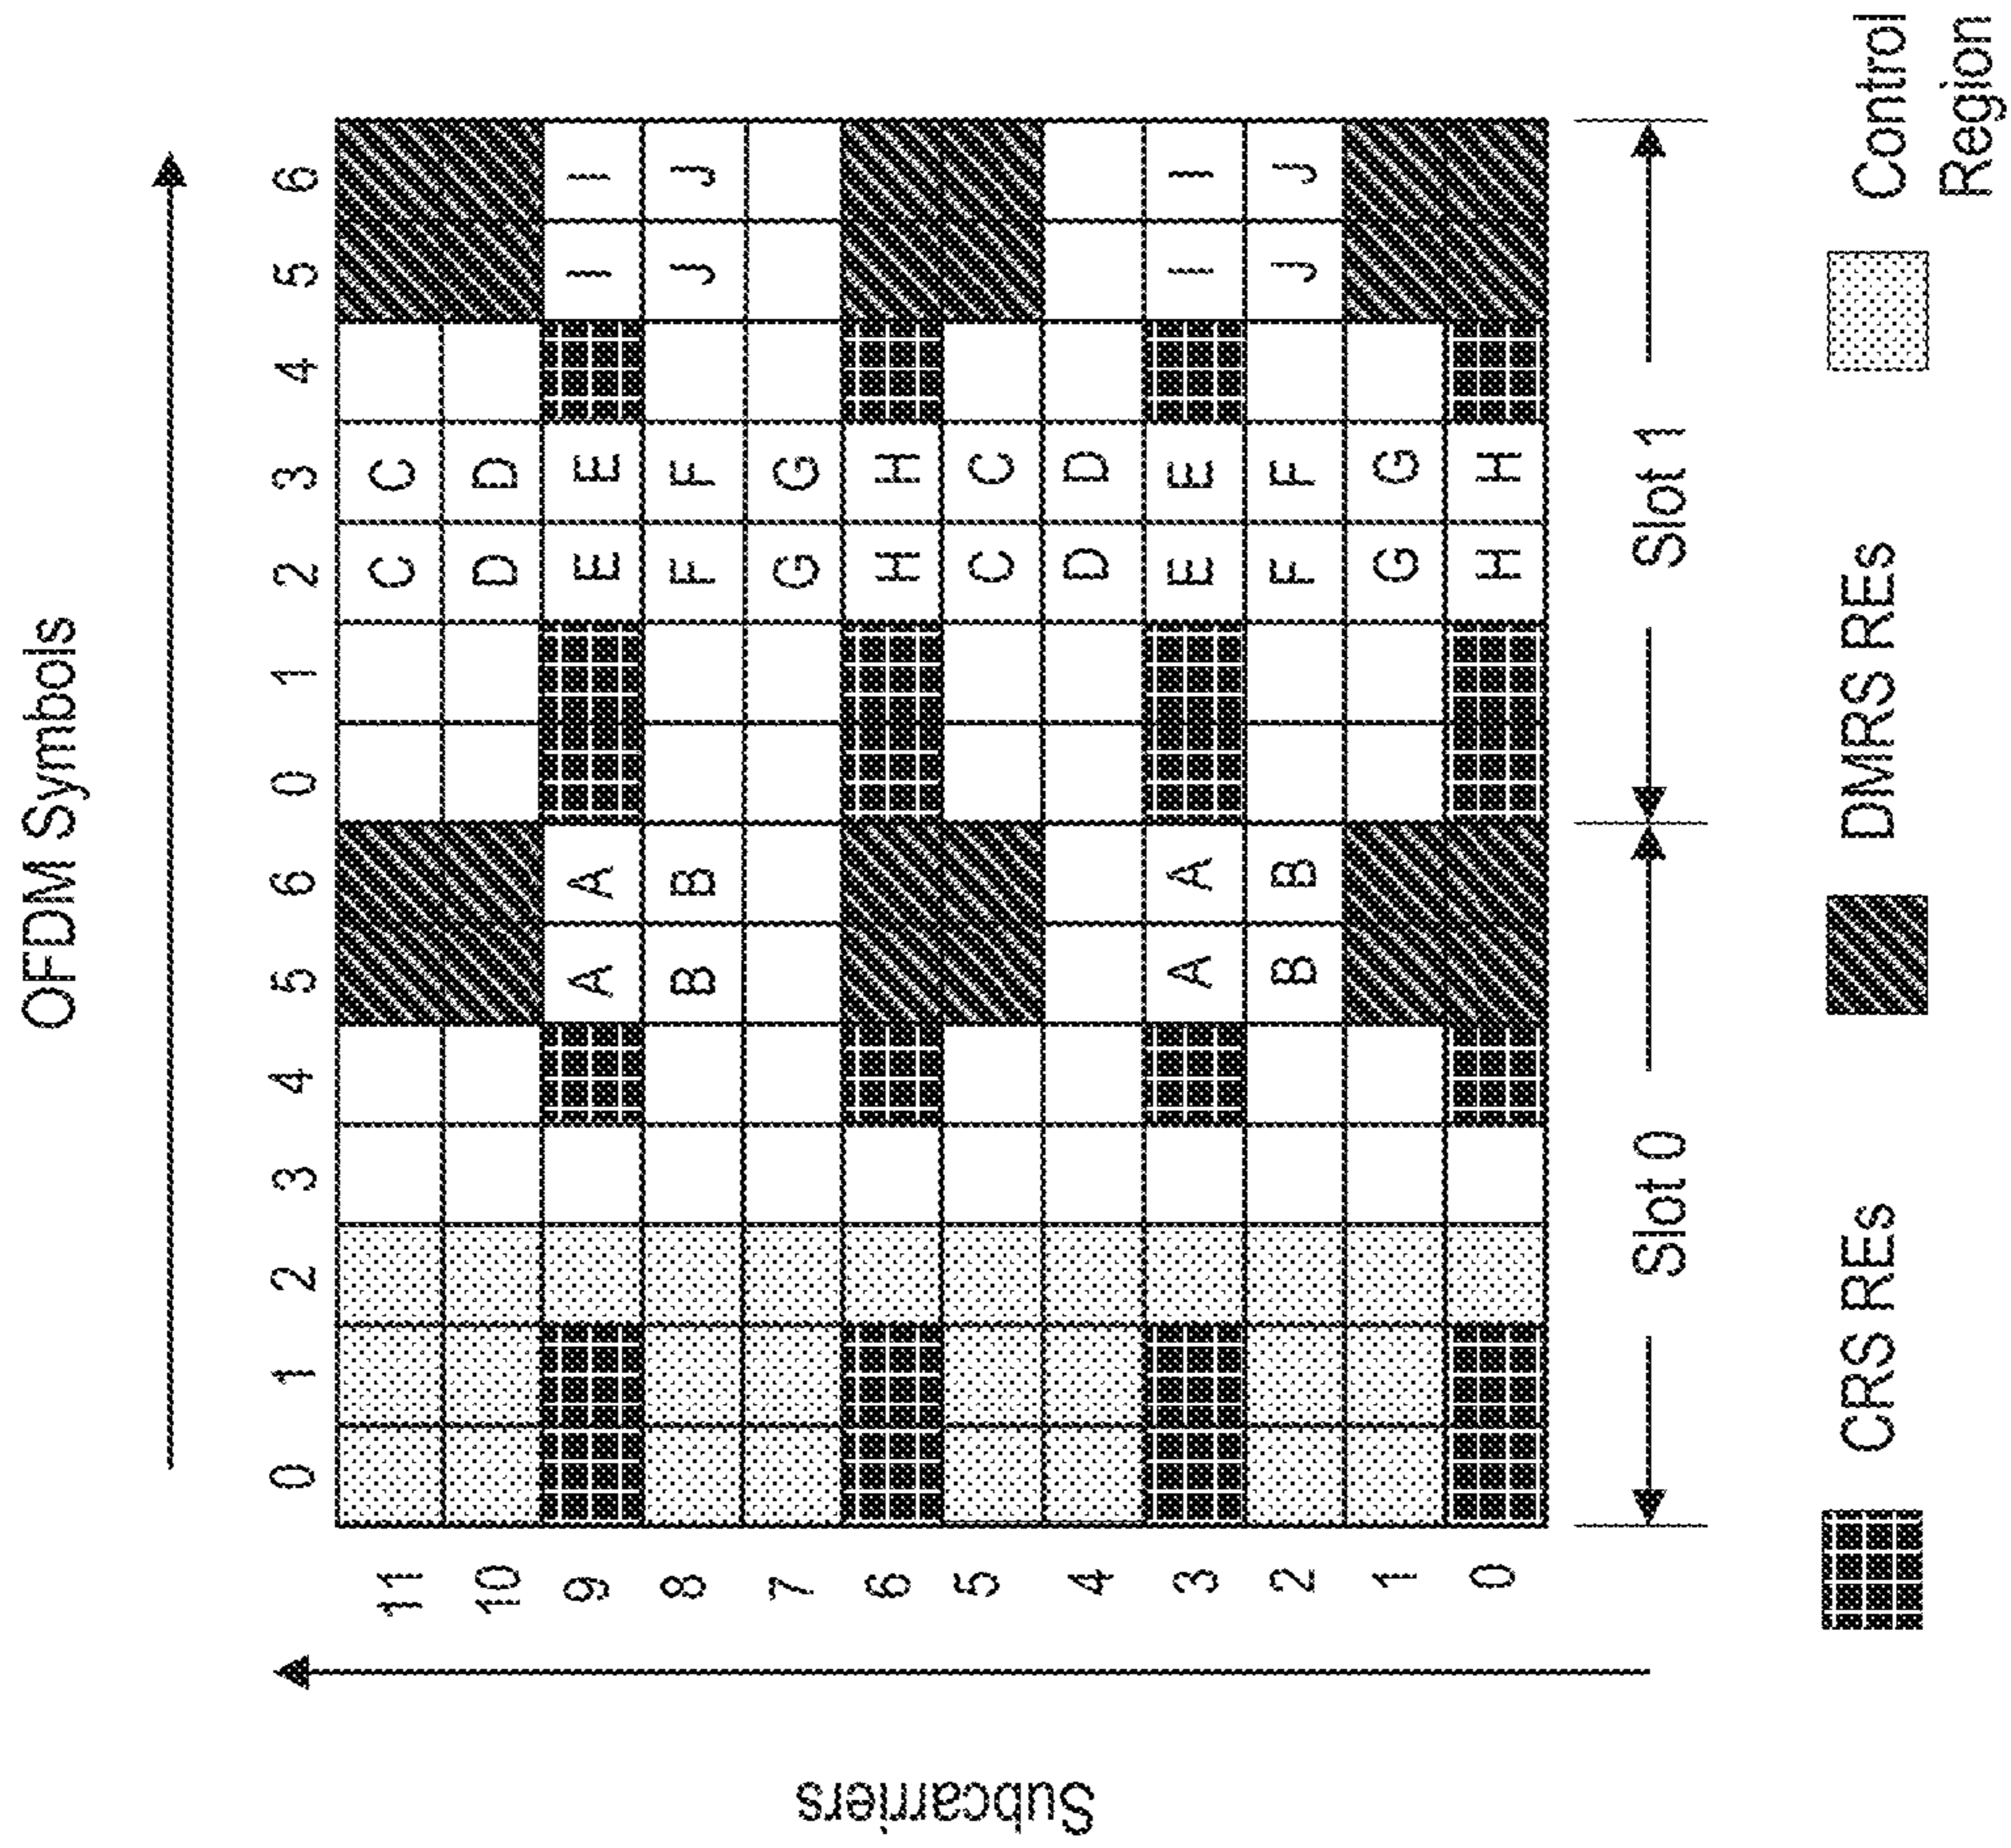 OFDM Symbols
0 1 2 3 4 5 6 0 1 2 3 4 5 6
Subcarriers
11 C C
10 D D
9 A A E E I I
8 B B F F J J
7 G G
6 H H
5 C C
4 D D
3 A A E E I I
2 B B F F J J
1 G G
0 H H
Slot 0 Slot 1
CRS REs DMRS REs Control
Region